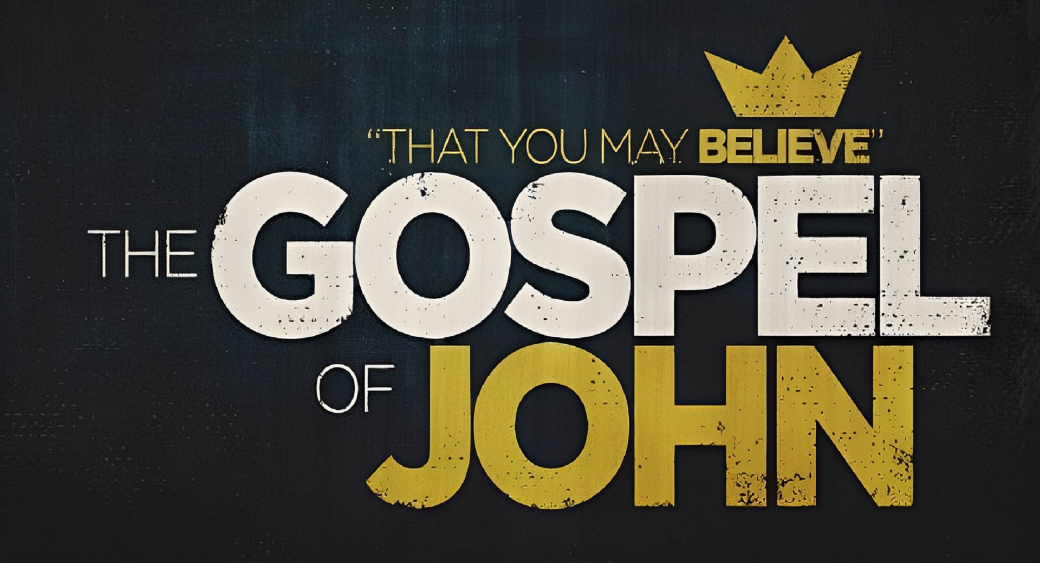 “THAT YOU MAY BELIEVE”
THE GOSPEL
OF JOHN